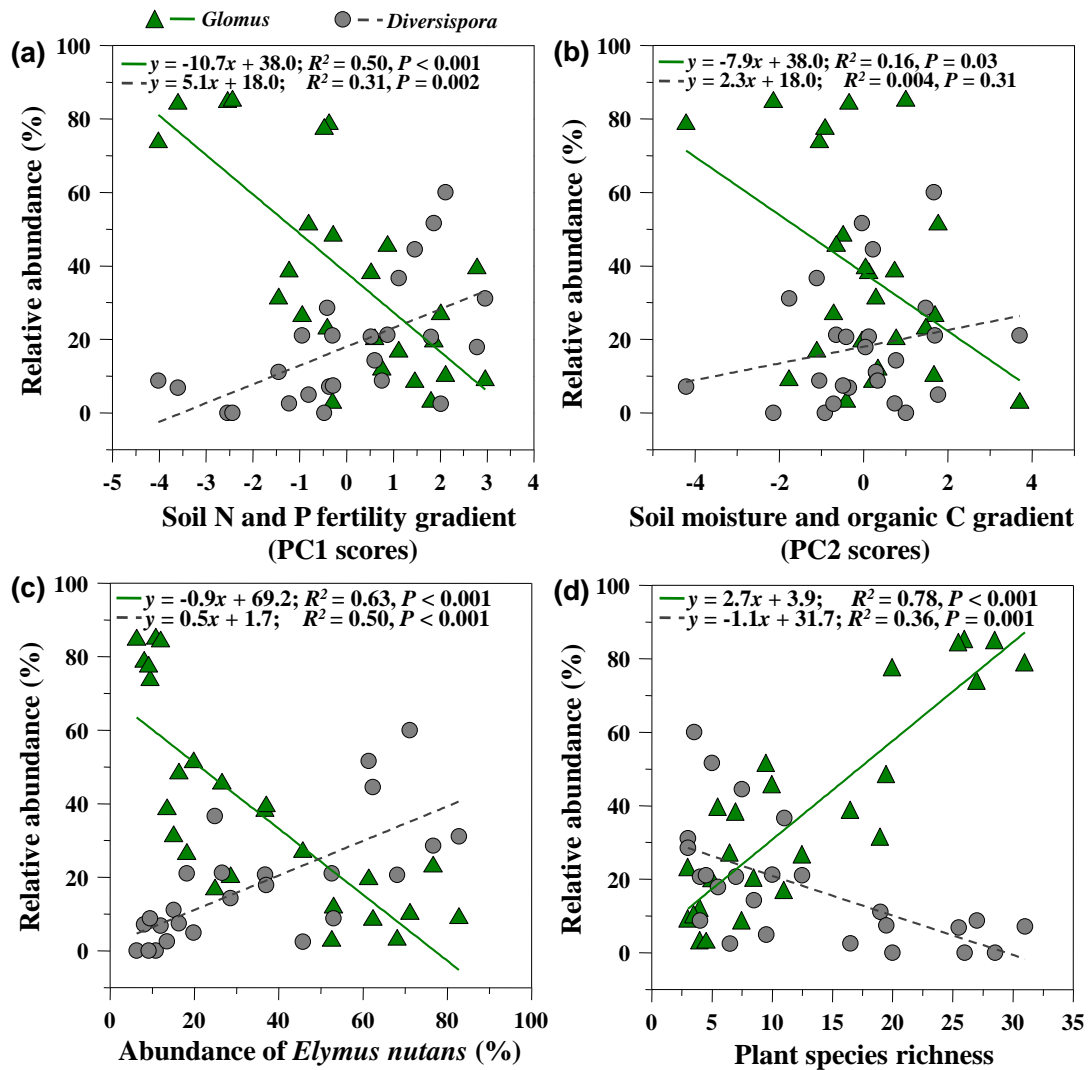 Glomus Diversispora
(a)
y = -10.7x + 38.0; R² = 0.50, P < 0.001
y = 5.1x + 18.0; R² = 0.31, P = 0.002
Relative abundance (%)
100
80
60
40
20
0
-5 -4 -3 -2 -1 0 1 2 3 4
Soil N and P fertility gradient
(PC1 scores)
(b)
y = -7.9x + 38.0; R² = 0.16, P = 0.03
y = 2.3x + 18.0; R² = 0.004, P = 0.31
Relative abundance (%)
100
80
60
40
20
0
-4 -2 0 2 4
Soil moisture and organic C gradient
(PC2 scores)
(c)
y = -0.9x + 69.2; R² = 0.63, P < 0.001
y = 0.5x + 1.7; R² = 0.50, P < 0.001
Relative abundance (%)
100
80
60
40
20
0
0 20 40 60 80 100
Abundance of Elymus nutans (%)
(d)
y = 2.7x + 3.9; R² = 0.78, P < 0.001
y = -1.1x + 31.7; R² = 0.36, P = 0.001
Relative abundance (%)
100
80
60
40
20
0
0 5 10 15 20 25 30 35
Plant species richness